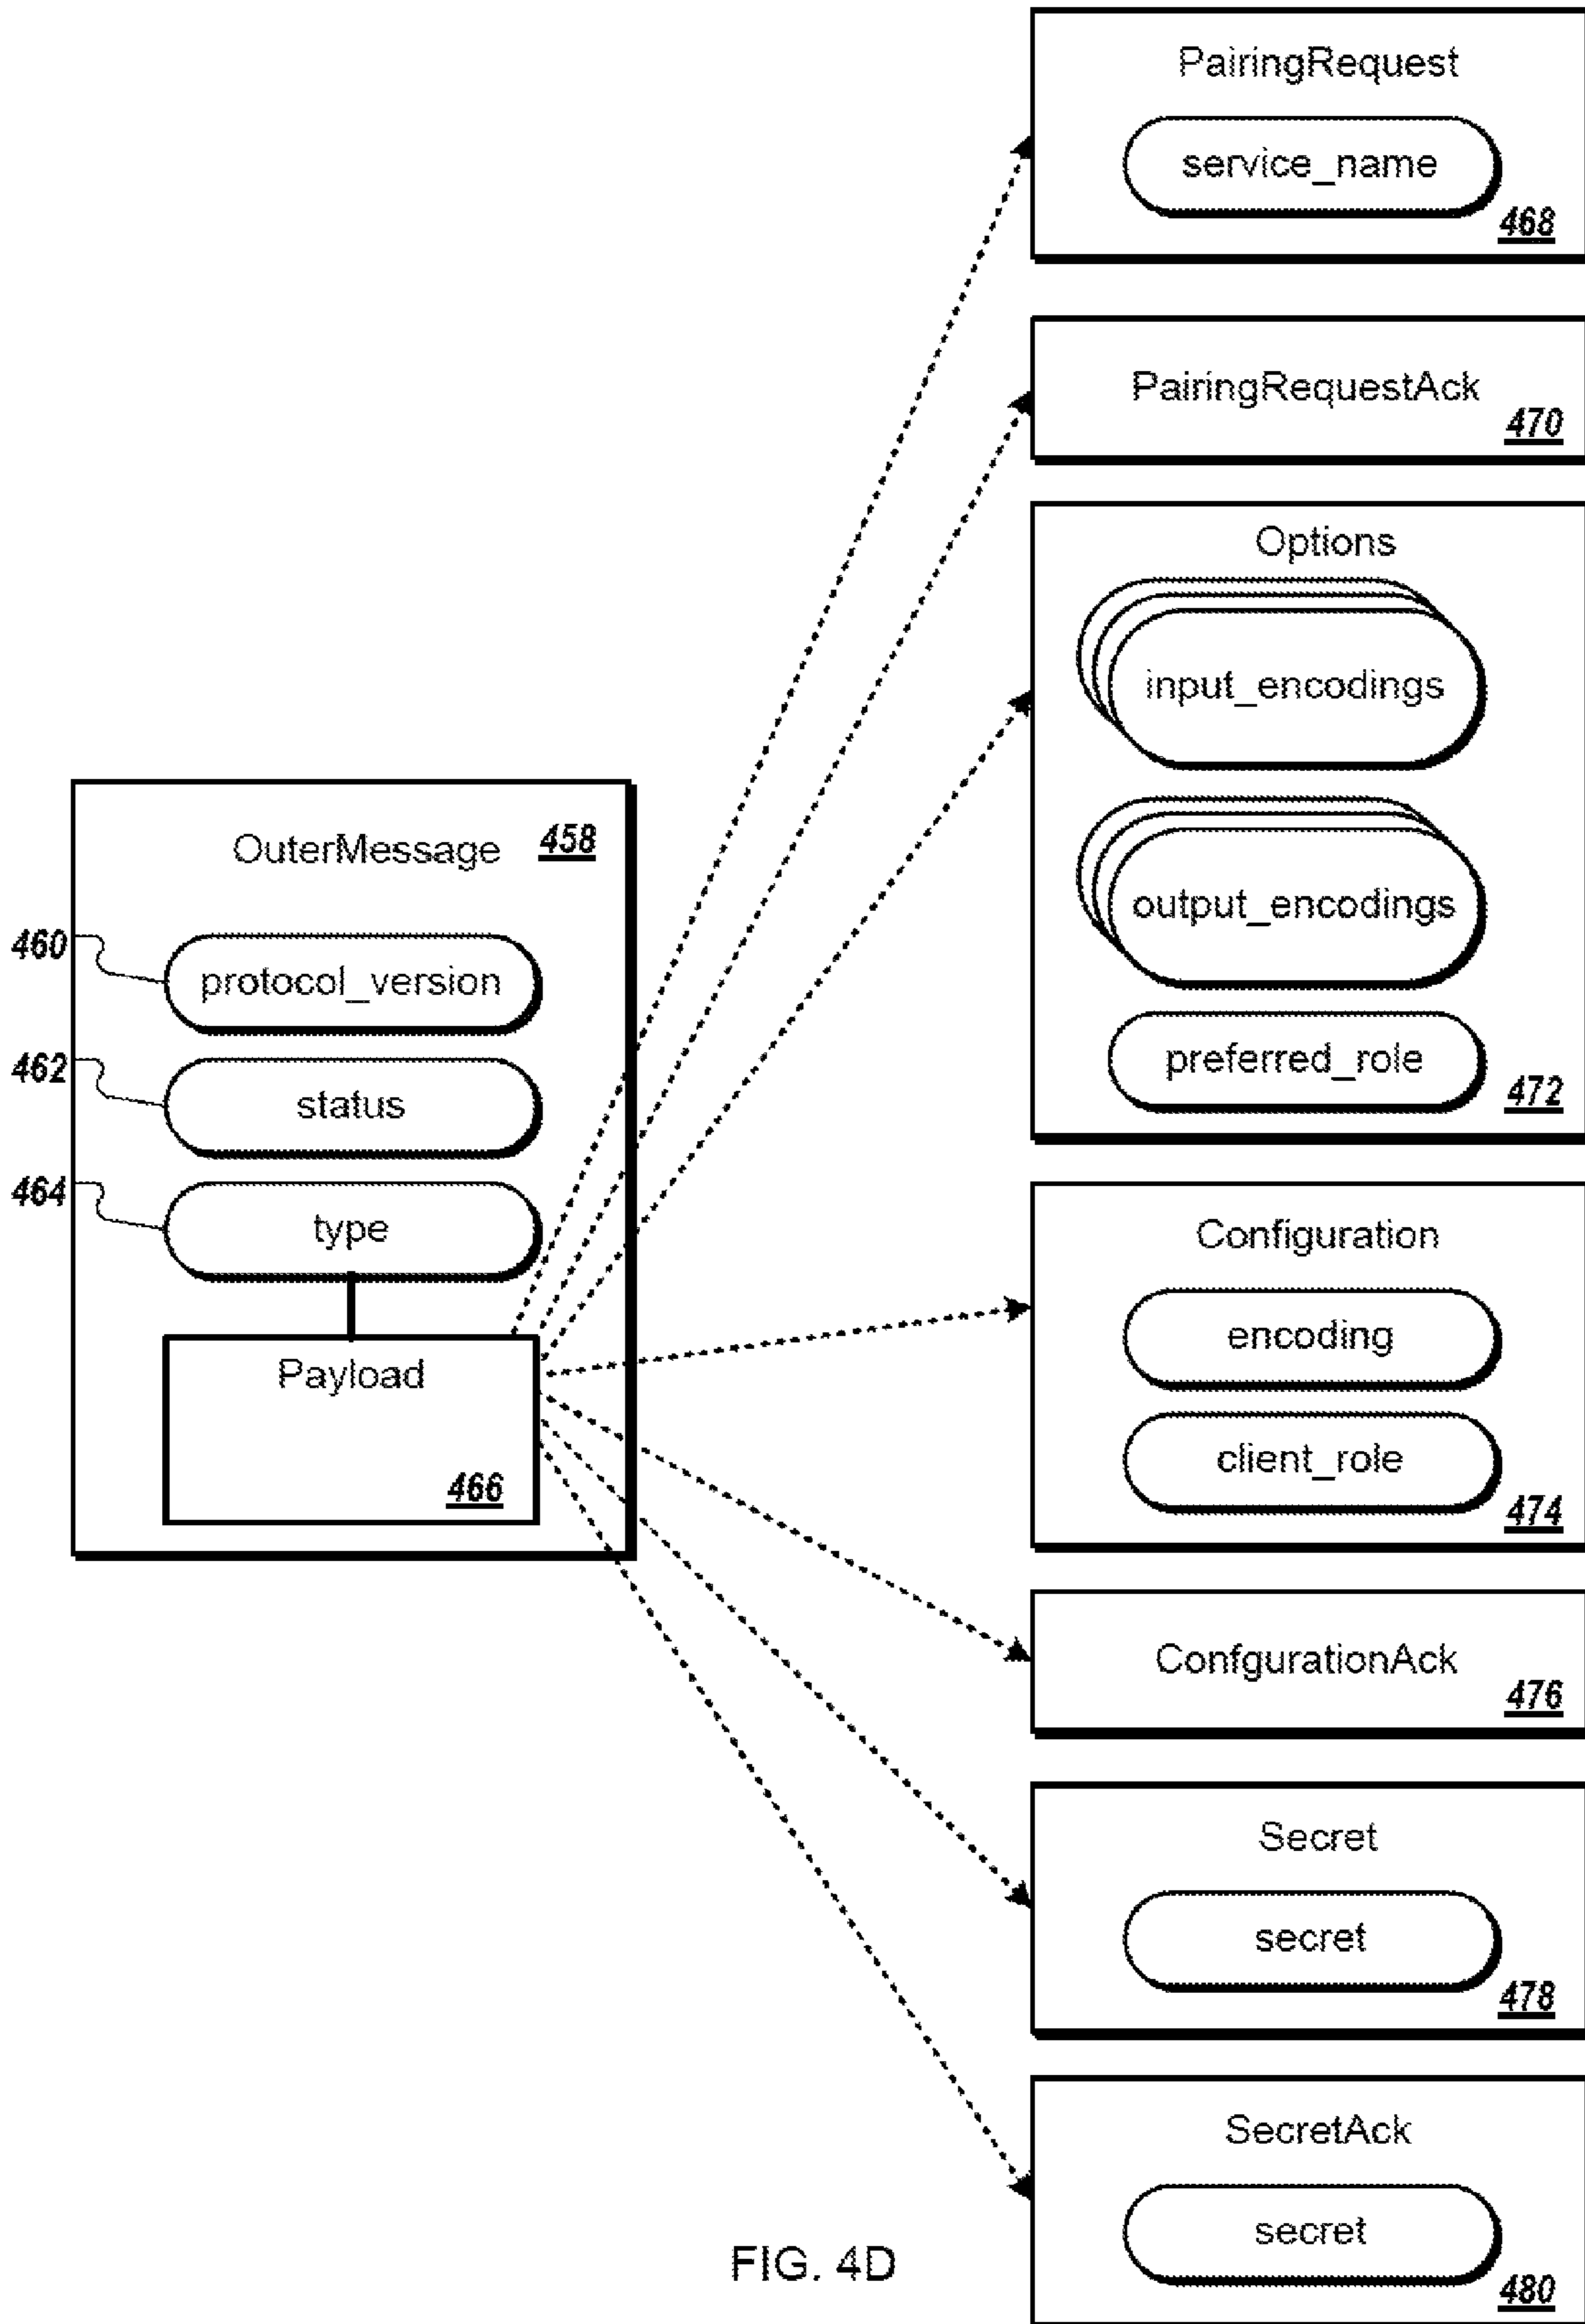 PairingRequest
service_name
468
PairingRequestAck
470
Options
input_encodings
output_encodings
preferred_role
472
OuterMessage 458
460 protocol_version
462 status
464 type
Payload
466
Configuration
encoding
client_role
474
ConfgurationAck
476
Secret
secret
478
SecretAck
secret
480
FIG. 4D